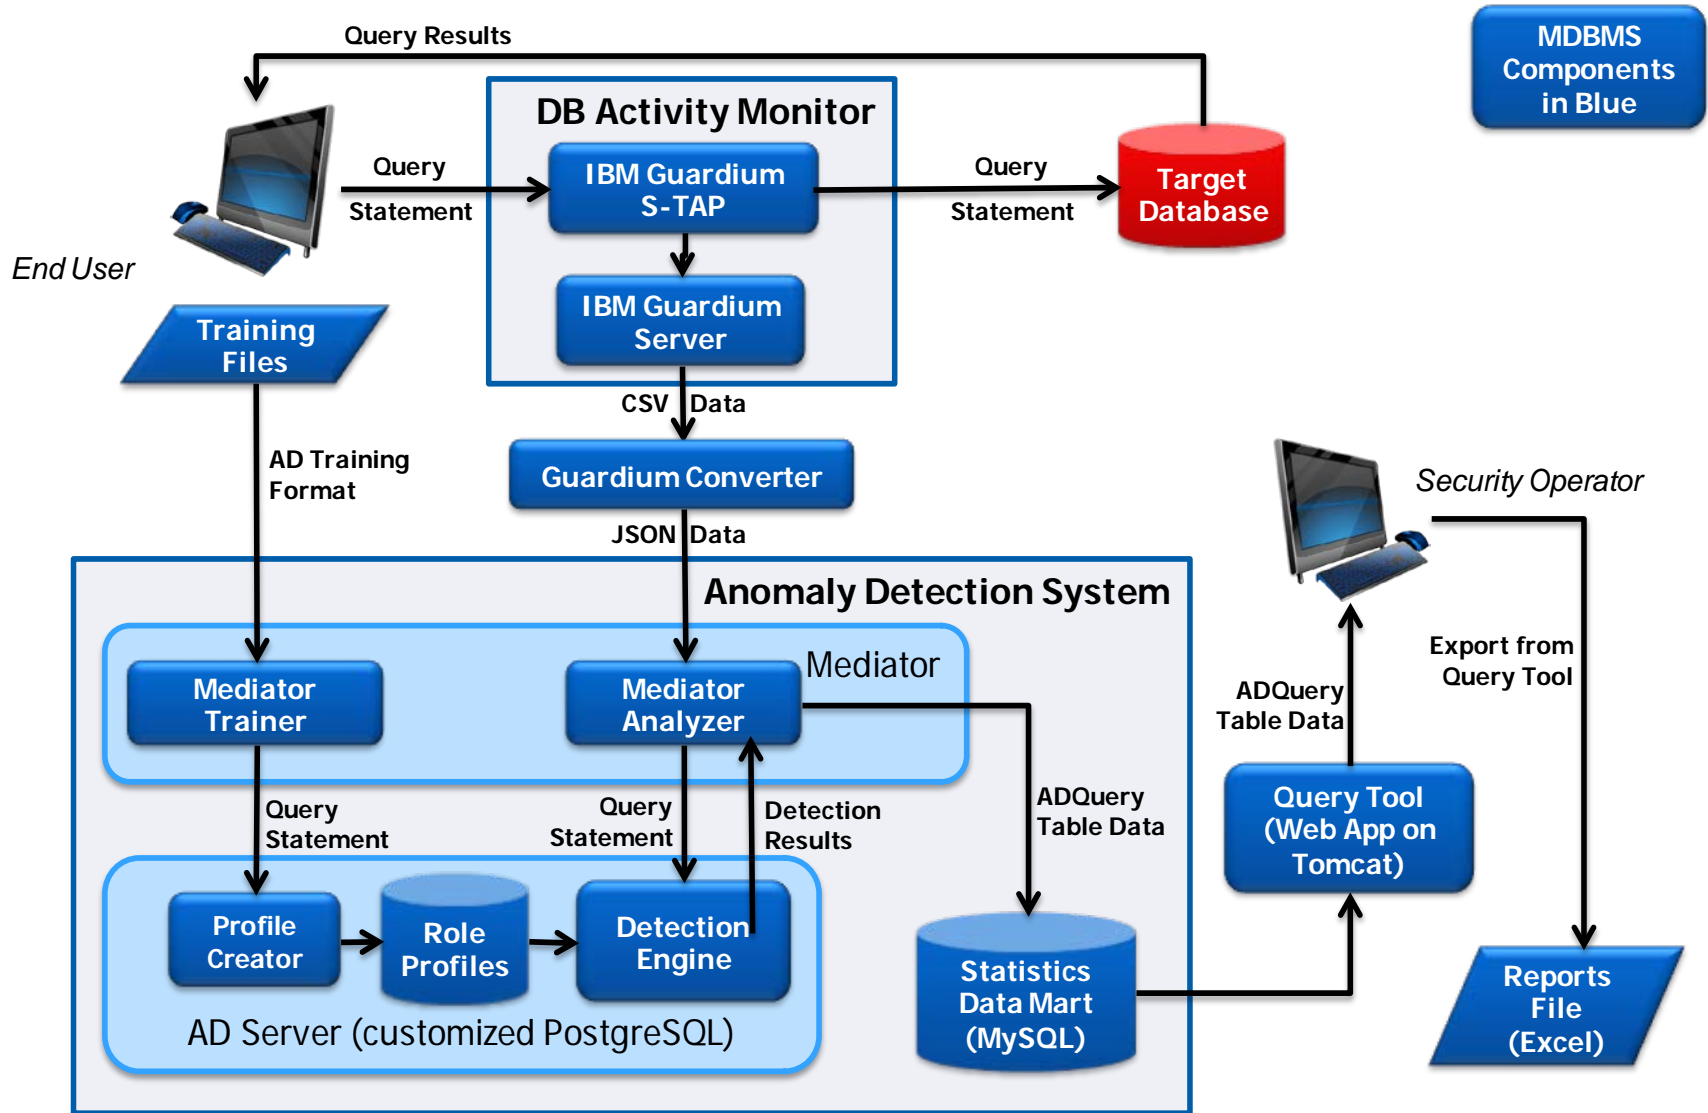 Query Results
MDBMS
Components
in Blue
DB Activity Monitor
Query
Statement
IBM Guardium
S-TAP
Query
Statement
Target
Database
End User
IBM Guardium
Server
Training
Files
CSV Data
AD Training
Format
Guardium Converter
Security Operator
JSON Data
Anomaly Detection System
Mediator
Mediator
Trainer
Mediator
Analyzer
Export from
Query Tool
ADQuery
Table Data
Query
Statement
Query
Statement
Detection
Results
ADQuery
Table Data
Query Tool
(Web App on
Tomcat)
Profile
Creator
Role
Profiles
Detection
Engine
Statistics
Data Mart
(MySQL)
Reports
File
(Excel)
AD Server (customized PostgreSQL)